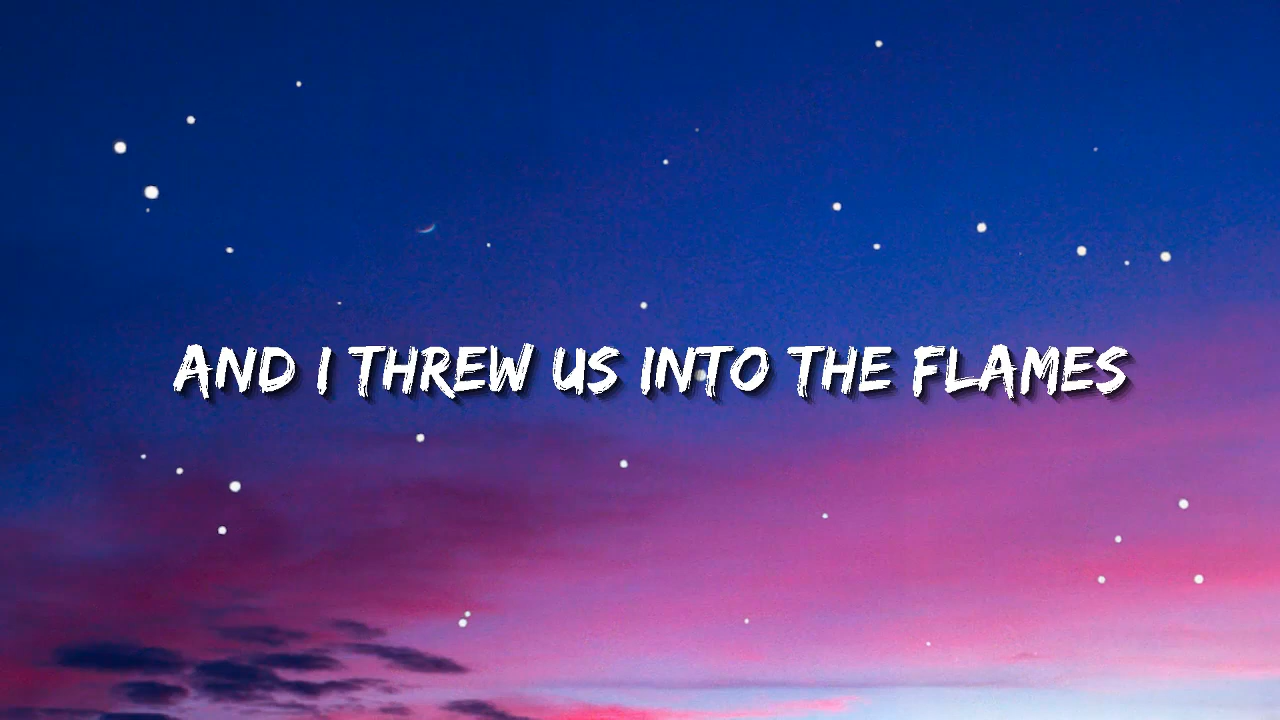 AND I THREW US INTO THE FLAMES